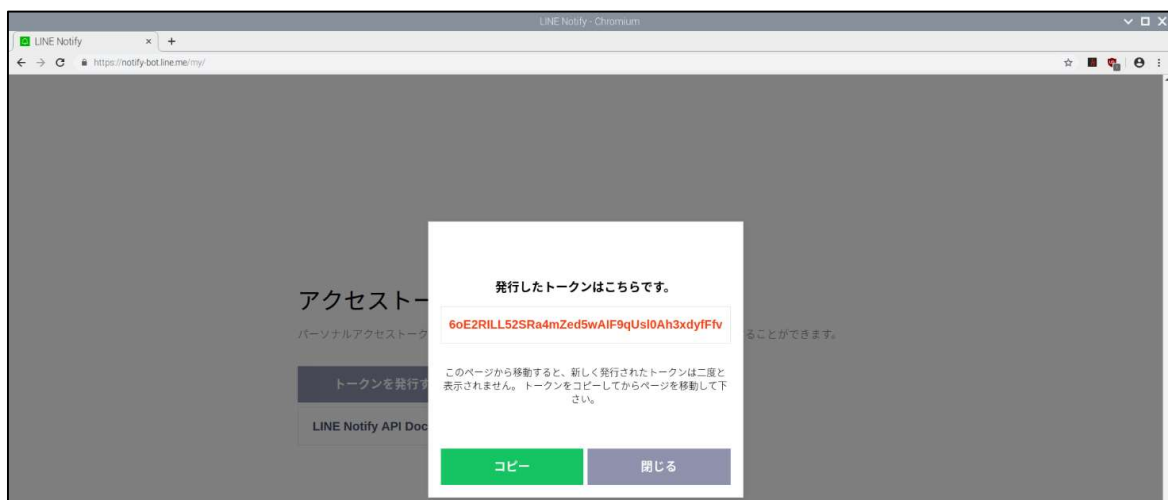 LINE Notify - Chromium
LINE Notify
https://notify-bot.line.me/my/
発行したトークンはこちらです。
アクセストー
6oE2RILL52SRa4mZed5wAIF9qUsl0Ah3xdyfFfv
パーソナルアクセストーク
ることができます。
このページから移動すると、新しく発行されたトークンは二度と
表示されません。 トークンをコピーしてからページを移動して下
さい。
トークンを発行す
LINE Notify API Doc
コピー
閉じる